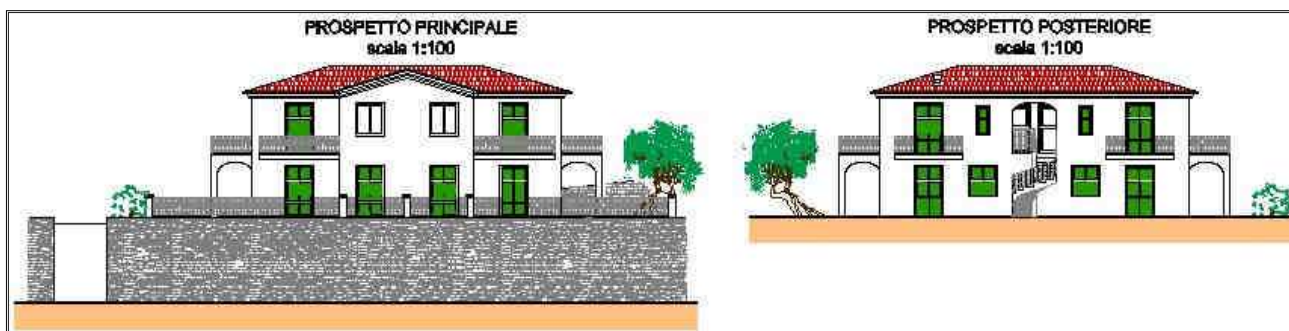 PROSPETTO PRINCIPALE
scala 1:100
PROSPETTO POSTERIORE
scala 1:100